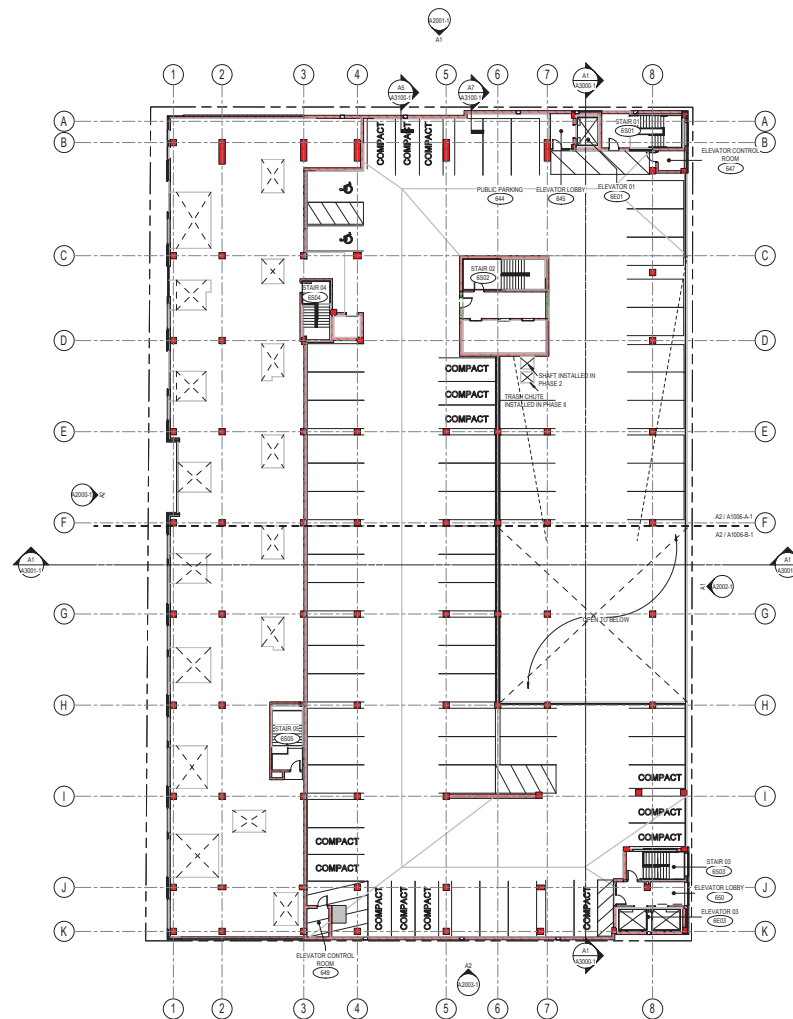 A2001-1
A1
1
2
3
4
5
6
7
8
A5
A3100-1
A7
A3100-1
A1
A3000-1
A
A
B
B
COMPACT
COMPACT
COMPACT
STAIR 01
6S01
ELEVATOR CONTROL
ROOM
647
PUBLIC PARKING
644
ELEVATOR LOBBY
645
ELEVATOR 01
6E01
C
C
STAIR 02
6S02
STAIR 04
6S04
D
D
COMPACT
COMPACT
COMPACT
SHAFT INSTALLED IN
PHASE 2
TRASH CHUTE
INSTALLED IN PHASE II
E
E
A2000-1
A2
F
F
A2 / A1006-A-1
A2 / A1006-B-1
A1
A3001-1
A1
A3001
A1
A2002-1
G
G
OPEN TO BELOW
H
H
STAIR 05
6S05
I
I
COMPACT
COMPACT
COMPACT
COMPACT
COMPACT
STAIR 03
6S03
J
J
ELEVATOR LOBBY
650
COMPACT
COMPACT
COMPACT
COMPACT
ELEVATOR 03
6E03
K
K
ELEVATOR CONTROL
ROOM
649
A2
A2003-1
A1
A3000-1
1
2
3
4
5
6
7
8